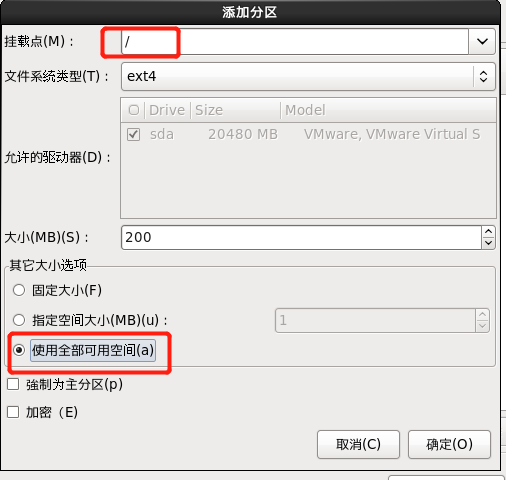 添加分区
挂载点(M)：/
文件系统类型(T)：ext4
Drive Size Model
允许的驱动器(D)：
sda 20480 MB VMware, VMware Virtual S
大小(MB)(S)：200
其它大小选项
固定大小(F)
指定空间大小(MB)(u)：1
使用全部可用空间(a)
強制为主分区(p)
加密（E)
取消(C) 确定(O)